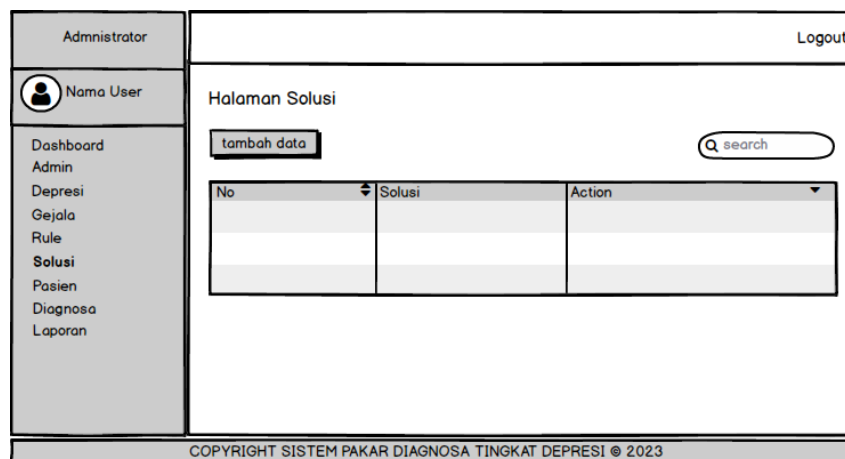 Admnistrator
Logout
Nama User
Halaman Solusi
tambah data
search
Dashboard
Admin
Depresi
Gejala
Rule
Solusi
Pasien
Diagnosa
Laporan
No Solusi Action
COPYRIGHT SISTEM PAKAR DIAGNOSA TINGKAT DEPRESI © 2023